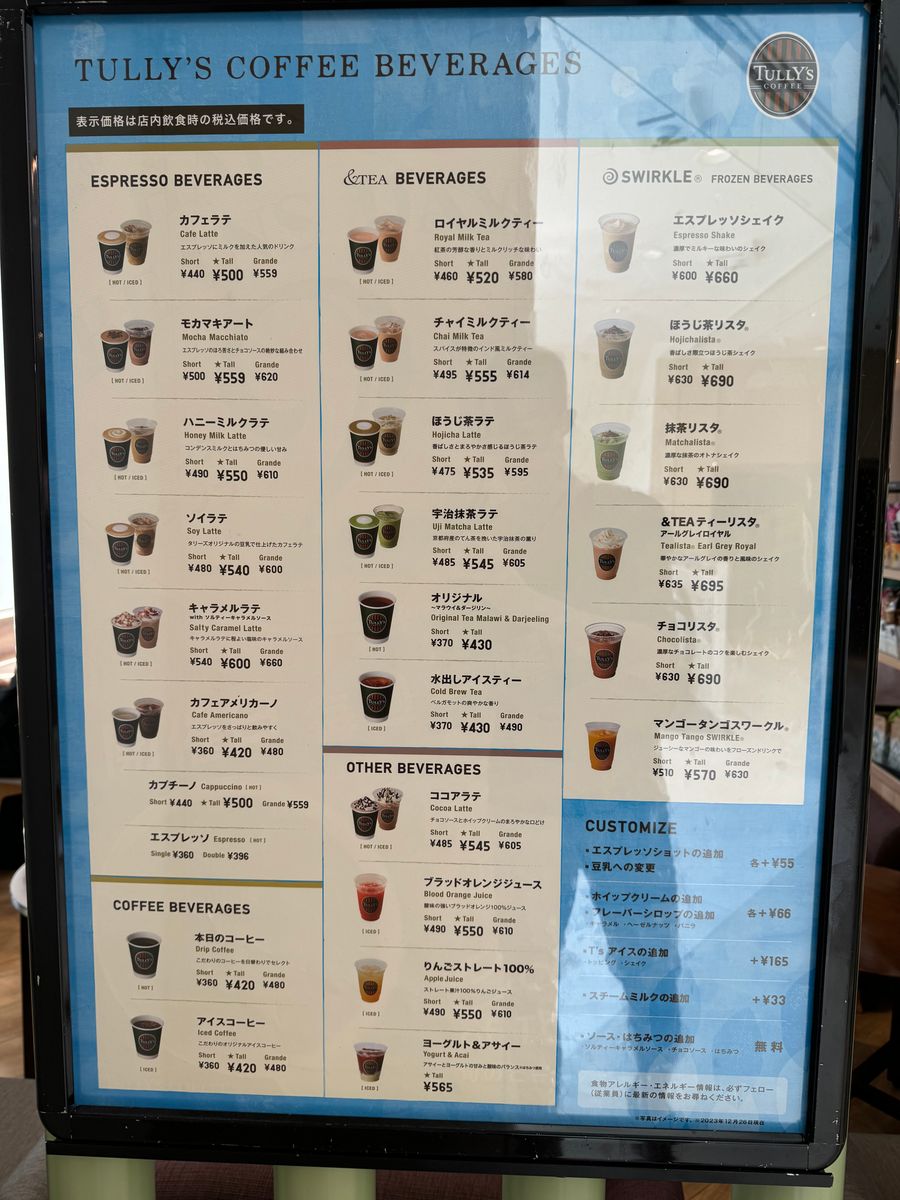 TULLY'S COFFEE BEVERAGES
TULLY'S
COFFEE
表示価格は店内飲食時の税込価格です。
ESPRESSO BEVERAGES
カフェラテ
Cafe Latte
エスプレッソにミルクを加えた人気のドリンク
Short ★Tall Grande
¥440 ¥500 ¥559
[ HOT / ICED ]
モカマキアート
Mocha Macchiato
エスプレッソのほろ苦さとチョコソースの絶妙な組み合わせ
Short ★Tall Grande
¥500 ¥559 ¥620
[ HOT / ICED ]
ハニーミルクラテ
Honey Milk Latte
コンデンスミルクとはちみつの優しい甘み
Short ★Tall Grande
¥490 ¥550 ¥610
[ HOT / ICED ]
ソイラテ
Soy Latte
タリーズオリジナルの豆乳で仕上げたカフェラテ
Short ★Tall Grande
¥480 ¥540 ¥600
[ HOT / ICED ]
キャラメルラテ
with ソルティーキャラメルソース
Salty Caramel Latte
キャラメルラテに程よい塩味のキャラメルソース
Short ★Tall Grande
¥540 ¥600 ¥660
[ HOT / ICED ]
カフェアメリカーノ
Cafe Americano
エスプレッソをさっぱりと飲みやすく
Short ★Tall Grande
¥360 ¥420 ¥480
[ HOT / ICED ]
カプチーノ Cappuccino [ HOT ]
Short ¥440 ★Tall ¥500 Grande ¥559
エスプレッソ Espresso [ HOT ]
Single ¥360 Double ¥396
COFFEE BEVERAGES
本日のコーヒー
Drip Coffee
こだわりのコーヒーを日替わりでセレクト
Short ★Tall Grande
¥360 ¥420 ¥480
[ HOT ]
アイスコーヒー
Iced Coffee
こだわりのオリジナルアイスコーヒー
Short ★Tall Grande
¥360 ¥420 ¥480
[ ICED ]
&TEA BEVERAGES
ロイヤルミルクティー
Royal Milk Tea
紅茶の芳醇な香りとミルクリッチな味わい
Short ★Tall Grande
¥460 ¥520 ¥580
[ HOT / ICED ]
チャイミルクティー
Chai Milk Tea
スパイスが特徴のインド風ミルクティー
Short ★Tall Grande
¥495 ¥555 ¥614
[ HOT / ICED ]
ほうじ茶ラテ
Hojicha Latte
香ばしさとまろやかさ感じるほうじ茶ラテ
Short ★Tall Grande
¥475 ¥535 ¥595
[ HOT / ICED ]
宇治抹茶ラテ
Uji Matcha Latte
京都府産のてん茶を挽いた宇治抹茶の薫り
Short ★Tall Grande
¥485 ¥545 ¥605
[ HOT / ICED ]
オリジナル
~マラウイ&ダージリン~
Original Tea Malawi & Darjeeling
Short ★Tall
¥370 ¥430
[ HOT ]
水出しアイスティー
Cold Brew Tea
ベルガモットの爽やかな香り
Short ★Tall Grande
¥370 ¥430 ¥490
[ ICED ]
OTHER BEVERAGES
ココアラテ
Cocoa Latte
チョコソースとホイップクリームのまろやかな口どけ
Short ★Tall Grande
¥485 ¥545 ¥605
[ HOT / ICED ]
ブラッドオレンジジュース
Blood Orange Juice
酸味の強いブラッドオレンジ100%ジュース
Short ★Tall Grande
¥490 ¥550 ¥610
[ ICED ]
りんごストレート100%
Apple Juice
ストレート果汁100%りんごジュース
Short ★Tall Grande
¥490 ¥550 ¥610
[ ICED ]
ヨーグルト&アサイー
Yogurt & Acai
アサイーとヨーグルトの甘みと酸味のバランス※はちみつ使用
★Tall
¥565
[ ICED ]
SWIRKLE® FROZEN BEVERAGES
エスプレッソシェイク
Espresso Shake
濃厚でミルキーな味わいのシェイク
Short ★Tall
¥600 ¥660
ほうじ茶リスタ®
Hojichalista®
香ばしさ際立つほうじ茶シェイク
Short ★Tall
¥630 ¥690
抹茶リスタ®
Matchalista®
濃厚な抹茶のオトナシェイク
Short ★Tall
¥630 ¥690
&TEAティーリスタ®
アールグレイロイヤル
Tealista® Earl Grey Royal
華やかなアールグレイの香りと風味のシェイク
Short ★Tall
¥635 ¥695
チョコリスタ®
Chocolista®
濃厚なチョコレートのコクを楽しむシェイク
Short ★Tall
¥630 ¥690
マンゴータンゴスワークル®
Mango Tango SWIRKLE®
ジューシーなマンゴーの味わいをフローズンドリンクで
Short ★Tall Grande
¥510 ¥570 ¥630
CUSTOMIZE
・エスプレッソショットの追加
・豆乳への変更
各+¥55
・ホイップクリームの追加
・フレーバーシロップの追加
・キャラメル ・ヘーゼルナッツ ・バニラ
各+¥66
・T's アイスの追加
・トッピング ・シェイク
+¥165
・スチームミルクの追加 +¥33
・ソース・はちみつの追加
・ソルティーキャラメルソース ・チョコソース ・はちみつ
無料
食物アレルギー・エネルギー情報は、必ずフェロー
(従業員)に最新の情報をお尋ねください。
※写真はイメージです。※2023年12月26日現在